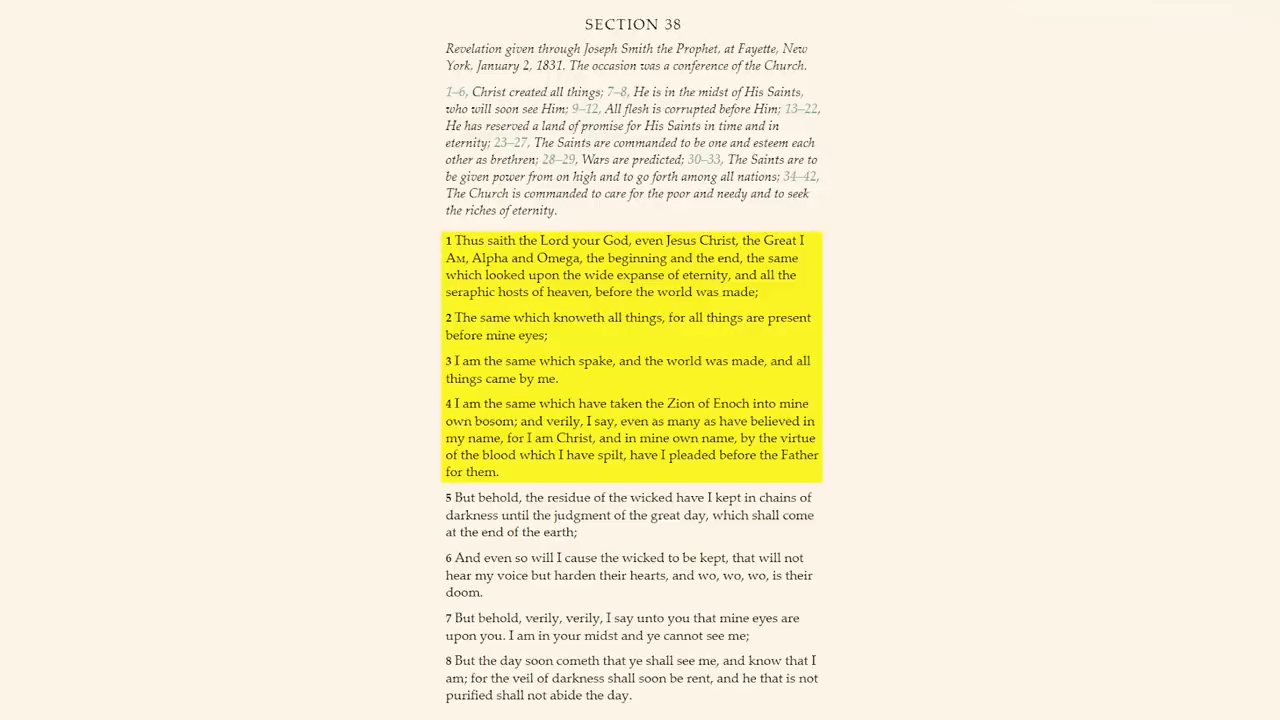 SECTION 38
Revelation given through Joseph Smith the Prophet, at Fayette, New
York, January 2, 1831. The occasion was a conference of the Church.
1–6, Christ created all things; 7–8, He is in the midst of His Saints,
who will soon see Him; 9–12, All flesh is corrupted before Him; 13–22,
He has reserved a land of promise for His Saints in time and in
eternity; 23–27, The Saints are commanded to be one and esteem each
other as brethren; 28–29, Wars are predicted; 30–33, The Saints are to
be given power from on high and to go forth among all nations; 34–42,
The Church is commanded to care for the poor and needy and to seek
the riches of eternity.
1 Thus saith the Lord your God, even Jesus Christ, the Great I
AM, Alpha and Omega, the beginning and the end, the same
which looked upon the wide expanse of eternity, and all the
seraphic hosts of heaven, before the world was made;
2 The same which knoweth all things, for all things are present
before mine eyes;
3 I am the same which spake, and the world was made, and all
things came by me.
4 I am the same which have taken the Zion of Enoch into mine
own bosom; and verily, I say, even as many as have believed in
my name, for I am Christ, and in mine own name, by the virtue
of the blood which I have spilt, have I pleaded before the Father
for them.
5 But behold, the residue of the wicked have I kept in chains of
darkness until the judgment of the great day, which shall come
at the end of the earth;
6 And even so will I cause the wicked to be kept, that will not
hear my voice but harden their hearts, and wo, wo, wo, is their
doom.
7 But behold, verily, verily, I say unto you that mine eyes are
upon you. I am in your midst and ye cannot see me;
8 But the day soon cometh that ye shall see me, and know that I
am; for the veil of darkness shall soon be rent, and he that is not
purified shall not abide the day.